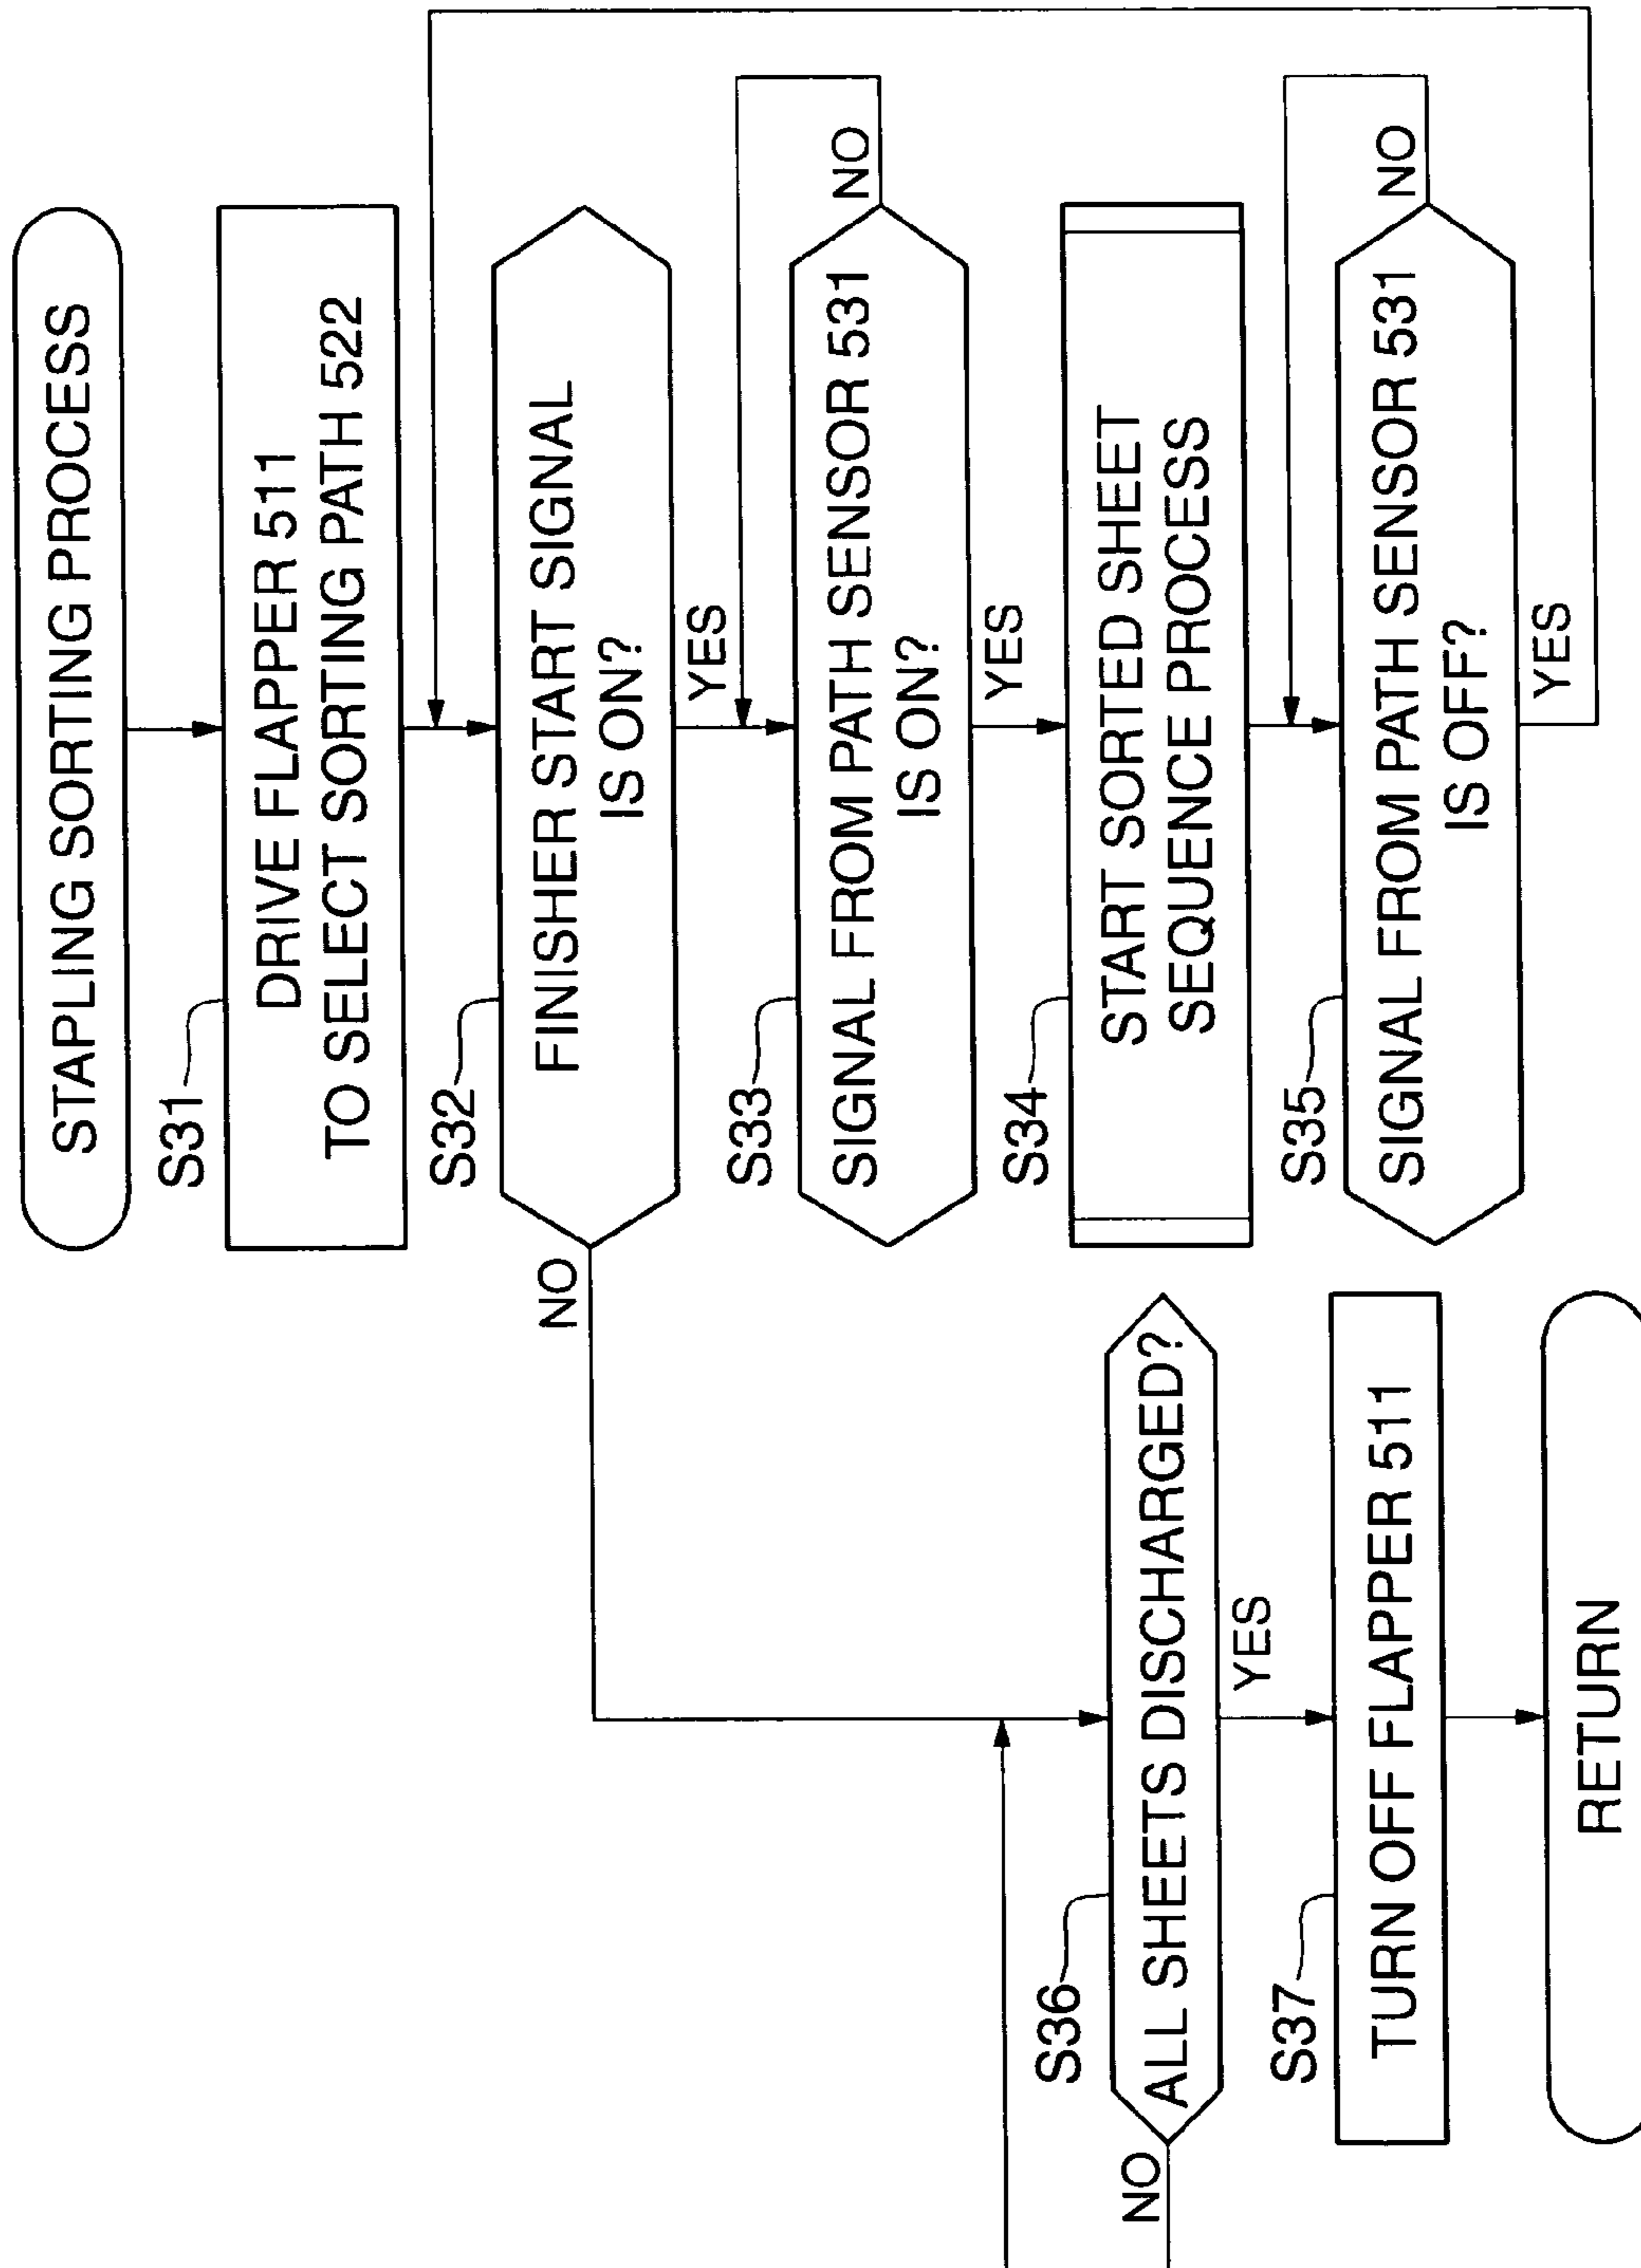 STAPLING SORTING PROCESS
S31
DRIVE FLAPPER 511
TO SELECT SORTING PATH 522
S32
FINISHER START SIGNAL
IS ON?
NO
YES
S33
SIGNAL FROM PATH SENSOR 531
IS ON?
NO
YES
S34
START SORTED SHEET
SEQUENCE PROCESS
S35
SIGNAL FROM PATH SENSOR 531
IS OFF?
NO
YES
S36
ALL SHEETS DISCHARGED?
NO
YES
S37
TURN OFF FLAPPER 511
RETURN